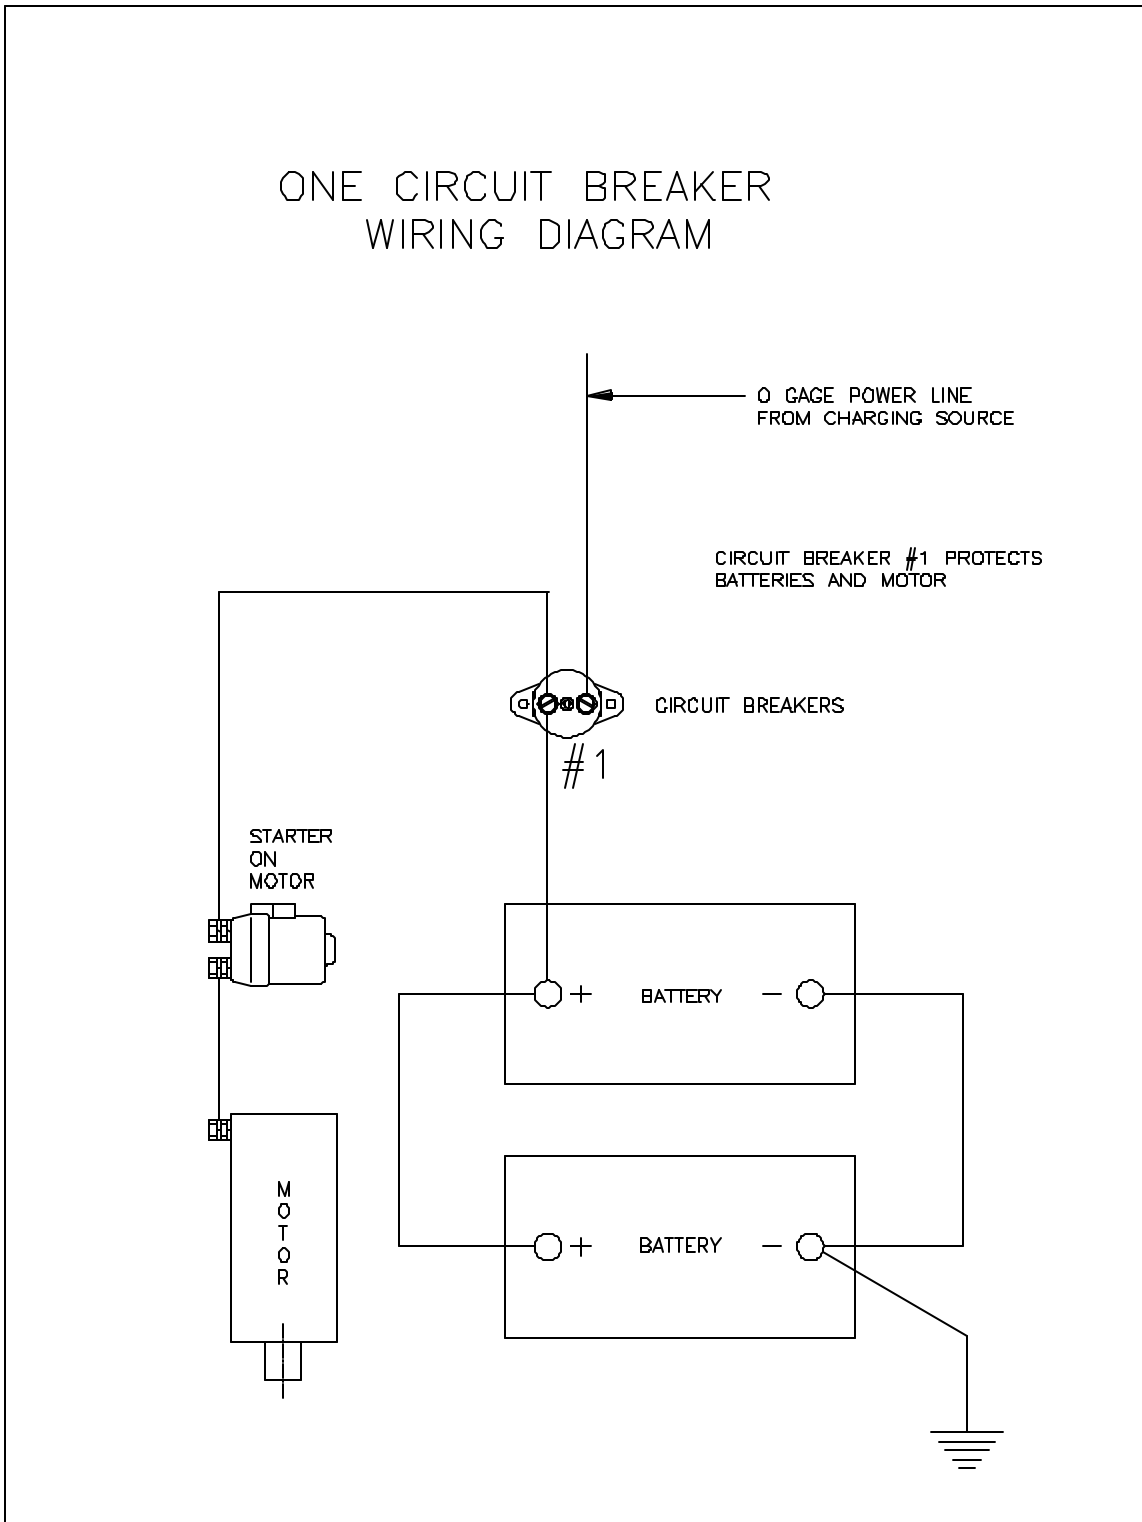 ONE CIRCUIT BREAKER
WIRING DIAGRAM
0 GAGE POWER LINE
FROM CHARGING SOURCE
CIRCUIT BREAKER #1 PROTECTS
BATTERIES AND MOTOR
CIRCUIT BREAKERS
#1
STARTER
ON
MOTOR
+ BATTERY −
+ BATTERY −
MOTOR